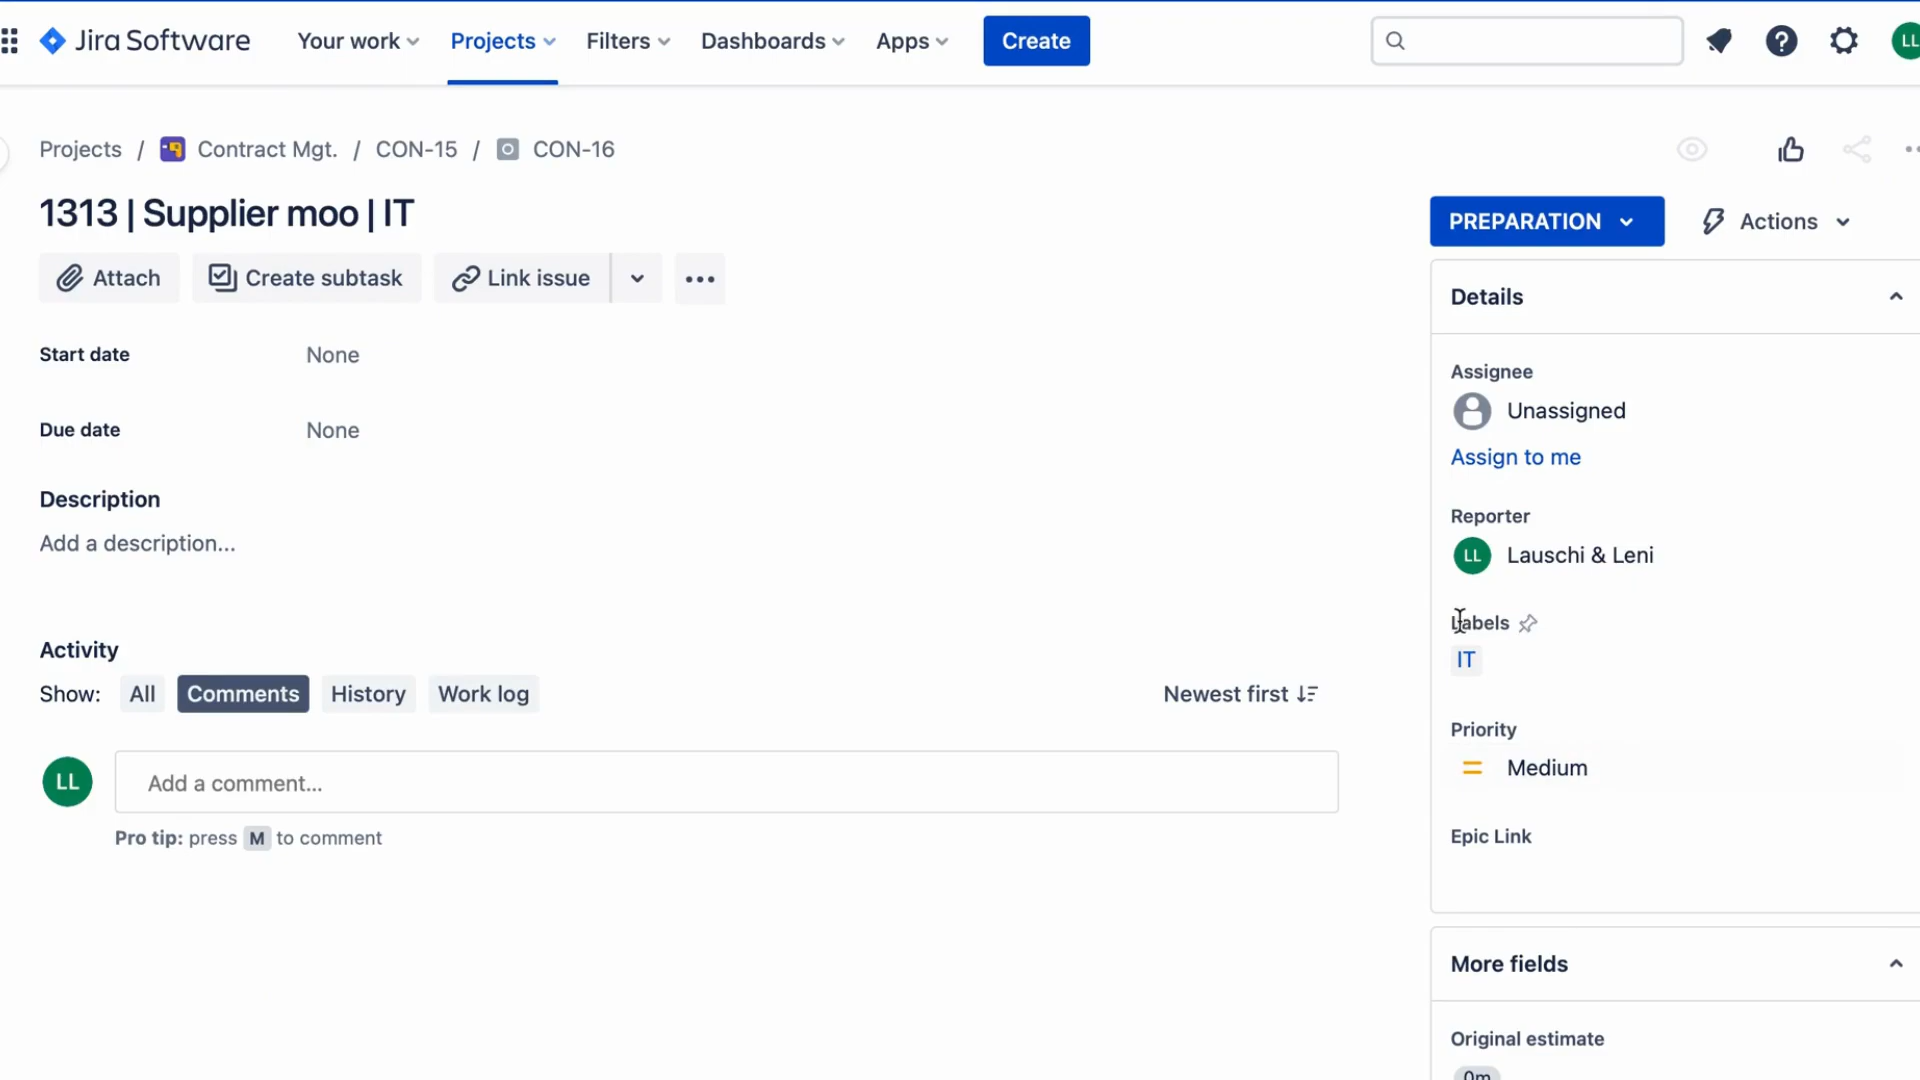 Jira Software Your work Projects Filters Dashboards Apps Create LL
Projects / Contract Mgt. / CON-15 / CON-16
1313 | Supplier moo | IT
Attach Create subtask Link issue
Start date None
Due date None
Description
Add a description...
Activity
Show: All Comments History Work log Newest first
LL Add a comment...
Pro tip: press M to comment
PREPARATION Actions
Details
Assignee
Unassigned
Assign to me
Reporter
LL Lauschi & Leni
Labels
IT
Priority
Medium
Epic Link
More fields
Original estimate
0m